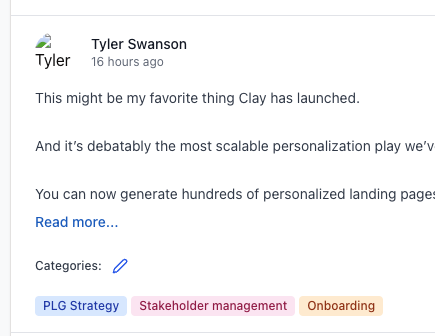 Tyler
Tyler Swanson
16 hours ago
This might be my favorite thing Clay has launched.
And it’s debatably the most scalable personalization play we’v
You can now generate hundreds of personalized landing pages
Read more...
Categories:
PLG Strategy Stakeholder management Onboarding